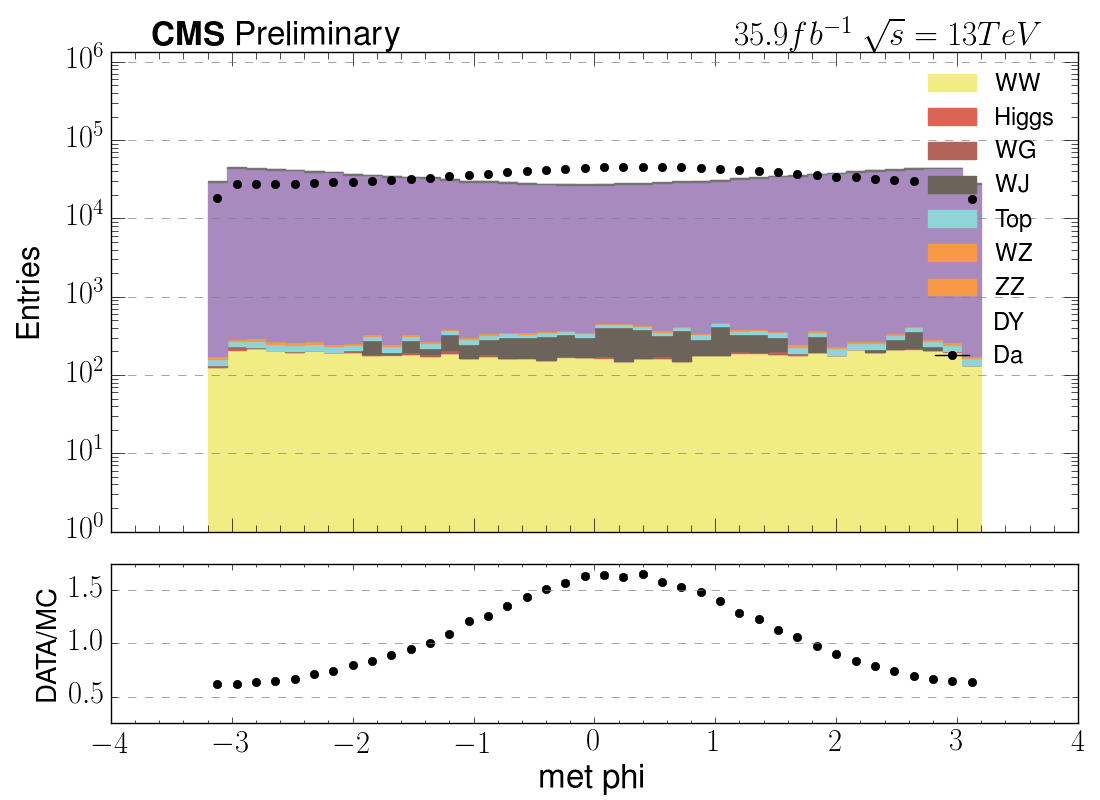 CMS Preliminary 35.9fb⁻¹ √s = 13TeV
10⁶
10⁵
10⁴
10³
10²
10¹
10⁰
Entries
WW
Higgs
WG
WJ
Top
WZ
ZZ
DY
Da
1.5
1.0
0.5
DATA/MC
−4 −3 −2 −1 0 1 2 3 4
met phi